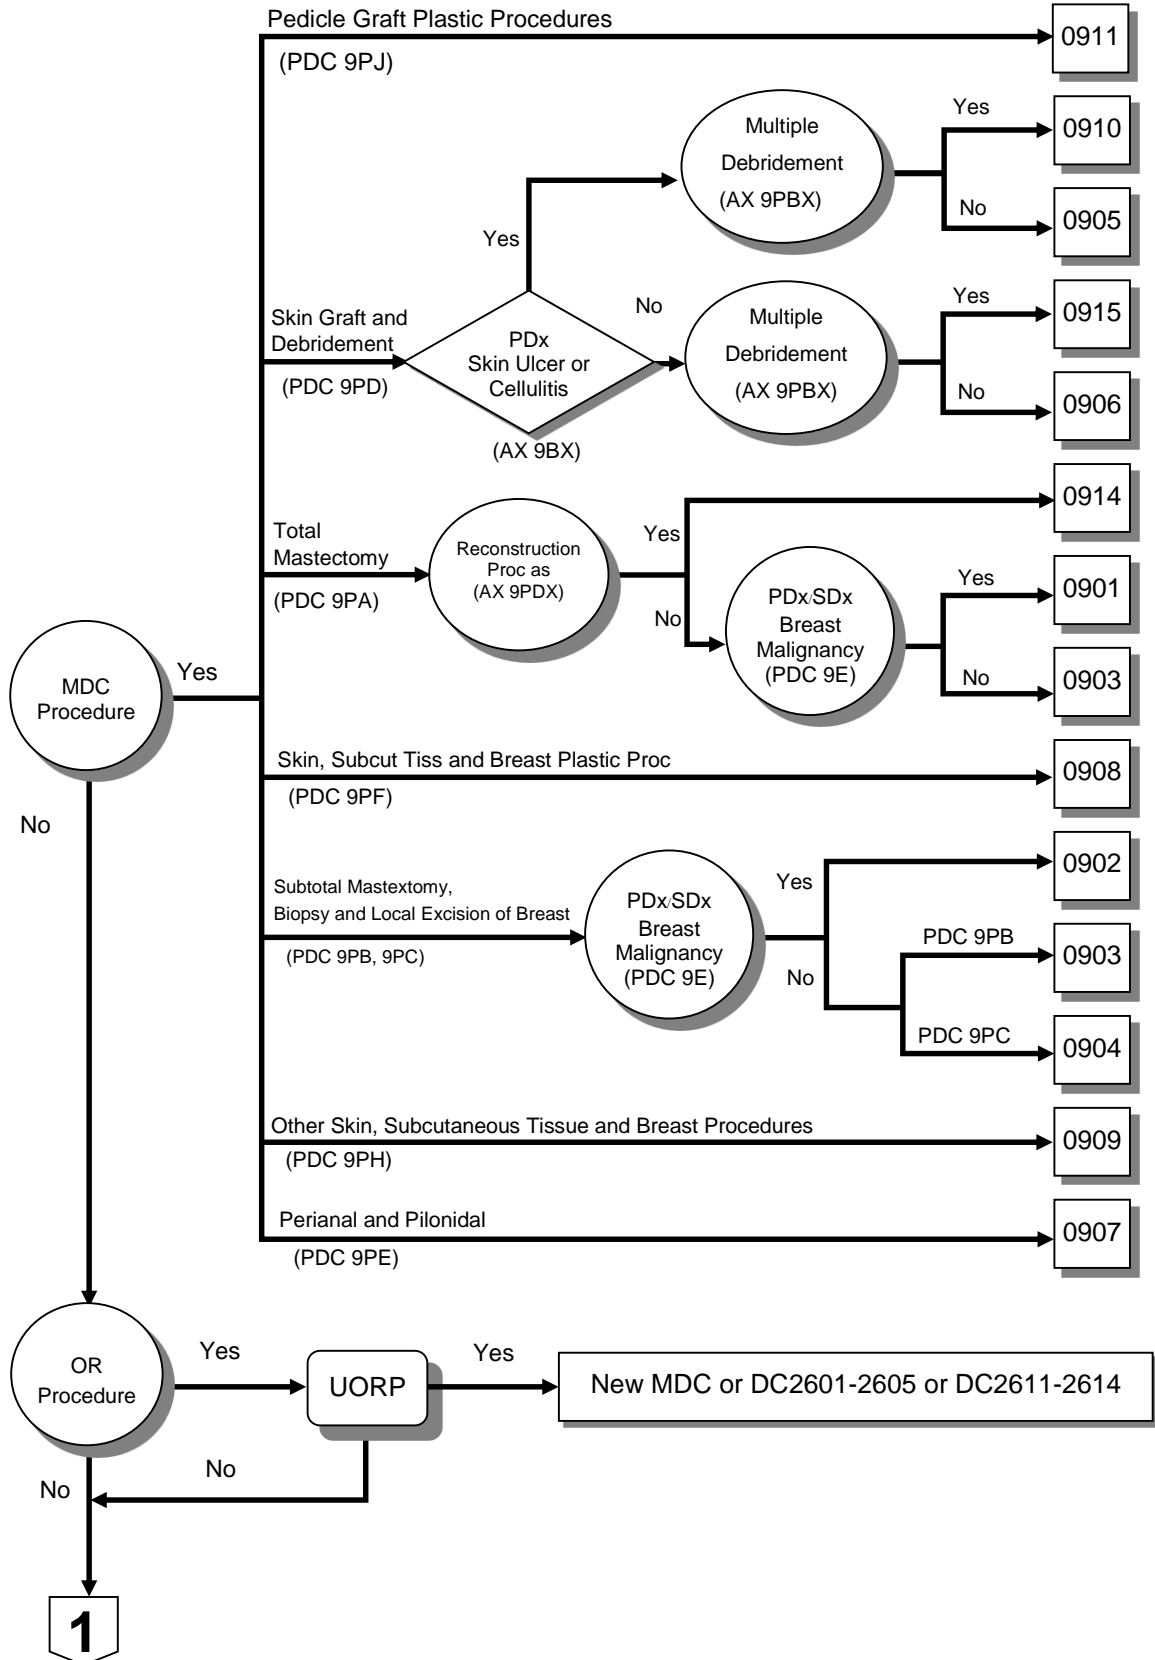 Pedicle Graft Plastic Procedures
(PDC 9PJ)
0911
Multiple
Debridement
(AX 9PBX)
Yes
0910
No
0905
Yes
Skin Graft and
Debridement
(PDC 9PD)
PDx
Skin Ulcer or
Cellulitis
(AX 9BX)
No
Multiple
Debridement
(AX 9PBX)
Yes
0915
No
0906
Total
Mastectomy
(PDC 9PA)
Reconstruction
Proc as
(AX 9PDX)
Yes
0914
No
PDx/SDx
Breast
Malignancy
(PDC 9E)
Yes
0901
No
0903
MDC
Procedure
Yes
No
Skin, Subcut Tiss and Breast Plastic Proc
(PDC 9PF)
0908
Subtotal Mastextomy,
Biopsy and Local Excision of Breast
(PDC 9PB, 9PC)
PDx/SDx
Breast
Malignancy
(PDC 9E)
Yes
0902
No
PDC 9PB
0903
PDC 9PC
0904
Other Skin, Subcutaneous Tissue and Breast Procedures
(PDC 9PH)
0909
Perianal and Pilonidal
(PDC 9PE)
0907
OR
Procedure
Yes
UORP
Yes
New MDC or DC2601-2605 or DC2611-2614
No
No
1